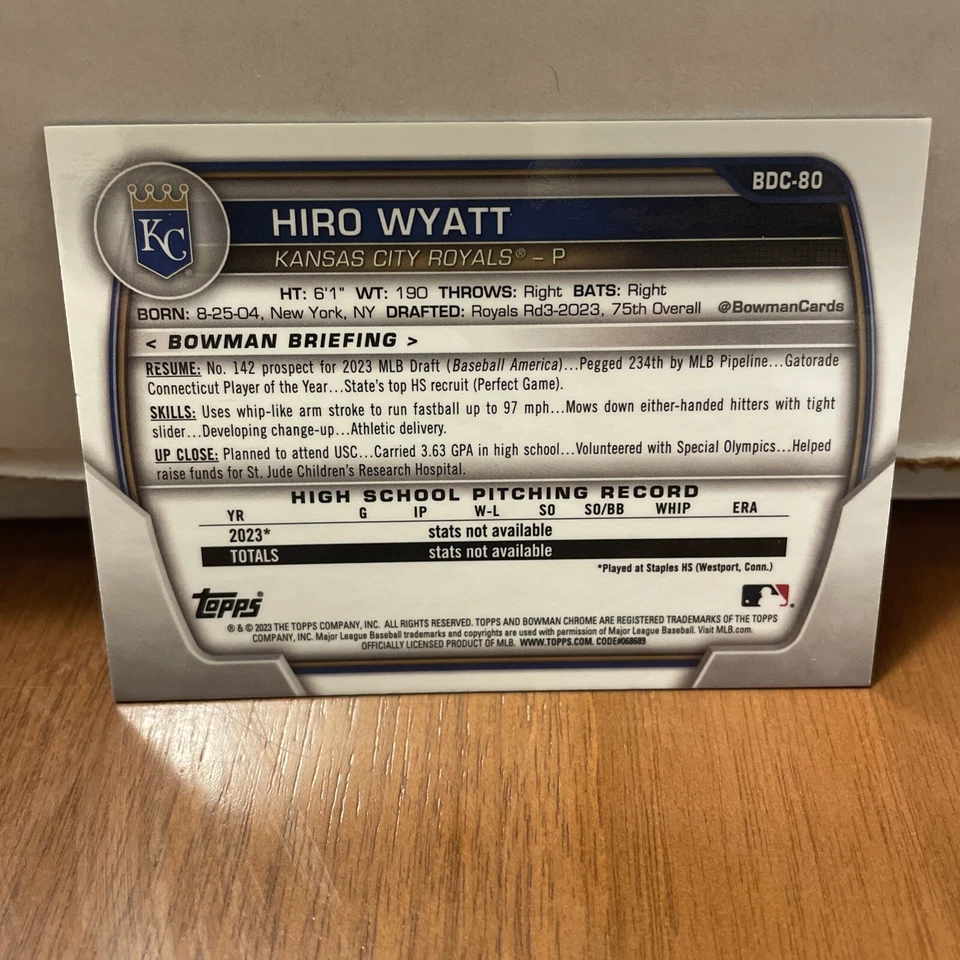 BDC-80
KC
HIRO WYATT
KANSAS CITY ROYALS® – P
HT: 6'1" WT: 190 THROWS: Right BATS: Right
BORN: 8-25-04, New York, NY DRAFTED: Royals Rd3-2023, 75th Overall @BowmanCards
< BOWMAN BRIEFING >
RESUME: No. 142 prospect for 2023 MLB Draft (Baseball America)...Pegged 234th by MLB Pipeline...Gatorade
Connecticut Player of the Year...State's top HS recruit (Perfect Game).
SKILLS: Uses whip-like arm stroke to run fastball up to 97 mph...Mows down either-handed hitters with tight
slider...Developing change-up...Athletic delivery.
UP CLOSE: Planned to attend USC...Carried 3.63 GPA in high school...Volunteered with Special Olympics...Helped
raise funds for St. Jude Children's Research Hospital.
HIGH SCHOOL PITCHING RECORD
YR G IP W-L SO SO/BB WHIP ERA
2023* stats not available
TOTALS stats not available
*Played at Staples HS (Westport, Conn.)
Topps®
® & © 2023 THE TOPPS COMPANY, INC. ALL RIGHTS RESERVED. TOPPS AND BOWMAN CHROME ARE REGISTERED TRADEMARKS OF THE TOPPS
COMPANY, INC. Major League Baseball trademarks and copyrights are used with permission of Major League Baseball. Visit MLB.com.
OFFICIALLY LICENSED PRODUCT OF MLB. WWW.TOPPS.COM. CODE#068689